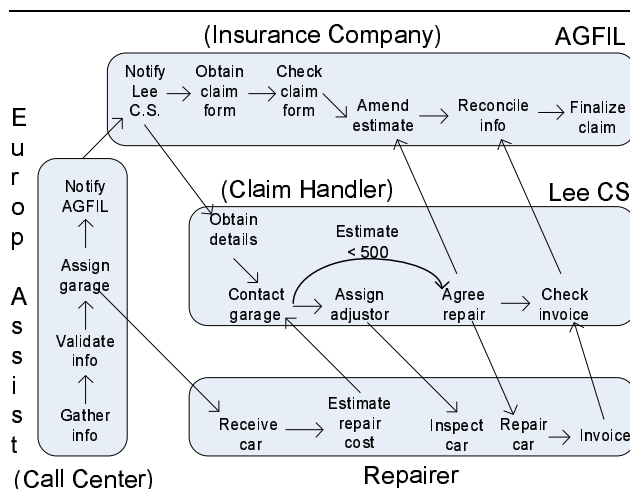 (Insurance Company)
AGFIL
Notify
Lee
C.S.
Obtain
claim
form
Check
claim
form
Amend
estimate
Reconcile
info
Finalize
claim
Europ Assist
(Call Center)
Notify
AGFIL
Assign
garage
Validate
info
Gather
info
(Claim Handler)
Lee CS
Obtain
details
Estimate
< 500
Contact
garage
Assign
adjustor
Agree
repair
Check
invoice
Receive
car
Estimate
repair
cost
Inspect
car
Repair
car
Invoice
Repairer